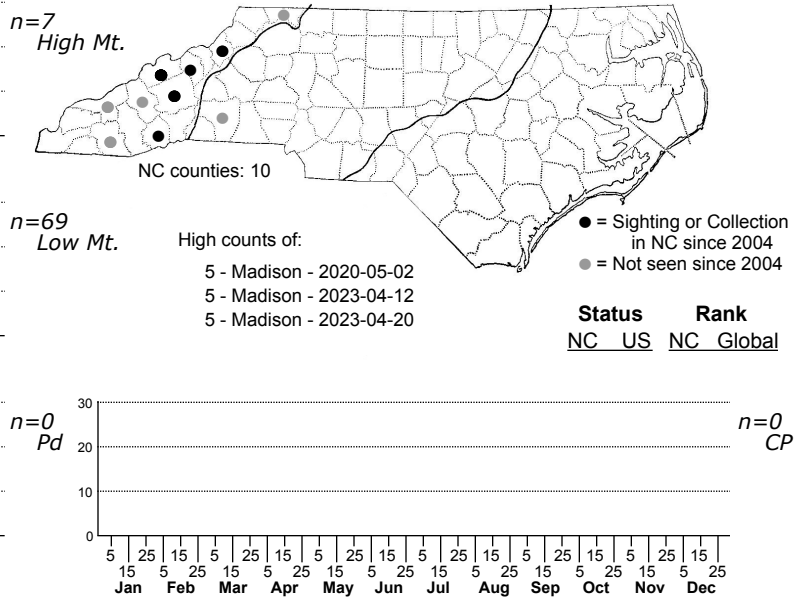 n=7
High Mt.
NC counties: 10
n=69
Low Mt.
High counts of:
5 - Madison - 2020-05-02
5 - Madison - 2023-04-12
5 - Madison - 2023-04-20
= Sighting or Collection
in NC since 2004
= Not seen since 2004
Status Rank
NC US NC Global
n=0
Pd
n=0
CP
30
20
10
0
5 25 15 5 25 15 5 25 15 5 25 15 5 25 15 5 25 15
15 5 25 15 5 25 15 5 25 15 5 25 15 5 25 15 5 25
Jan Feb Mar Apr May Jun Jul Aug Sep Oct Nov Dec